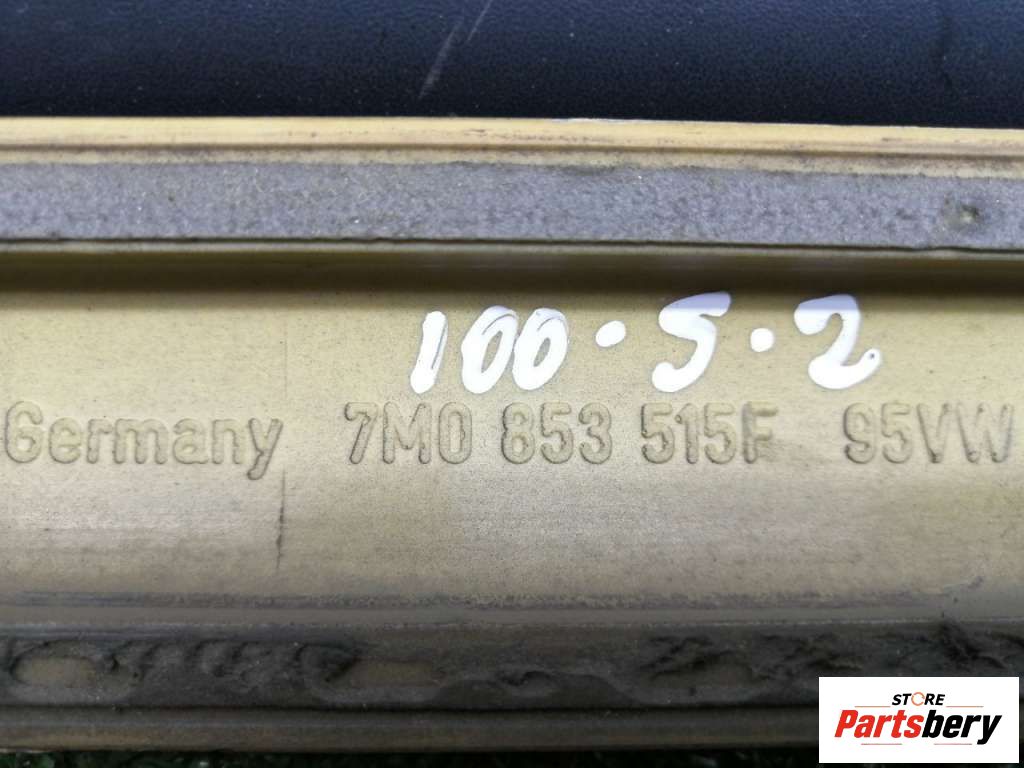 100·5·2
Germany 7M0 853 515F 95VW
STORE
Partsbery